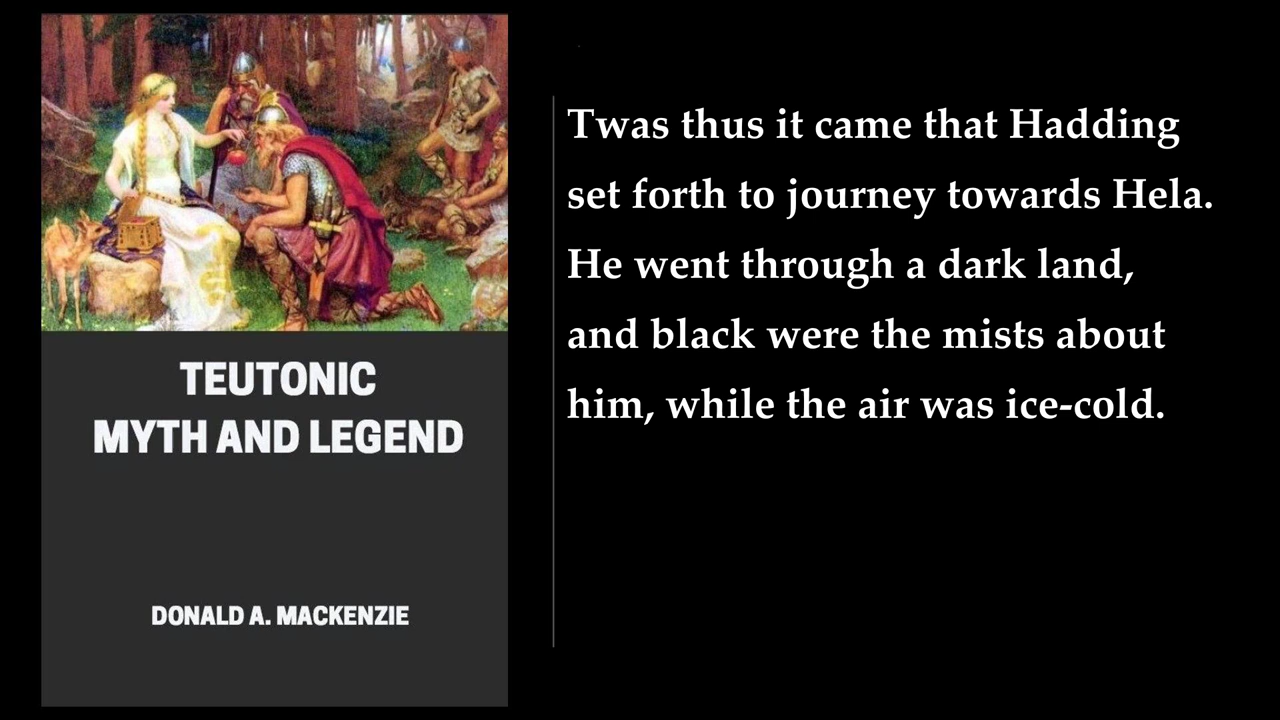 TEUTONIC
MYTH AND LEGEND
DONALD A. MACKENZIE
Twas thus it came that Hadding
set forth to journey towards Hela.
He went through a dark land,
and black were the mists about
him, while the air was ice-cold.